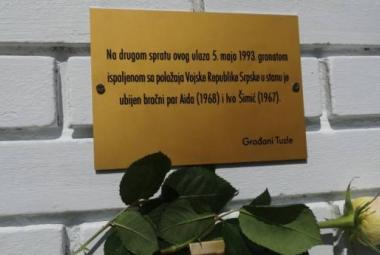 Na drugom spratu ovog ulaza 5. maja 1993. granatom
ispaljenom sa položaja Vojske Republike Srpske u stanu je
ubijen bračni par Aida (1968) i Ivo Šimić (1967).
Građani Tuzle